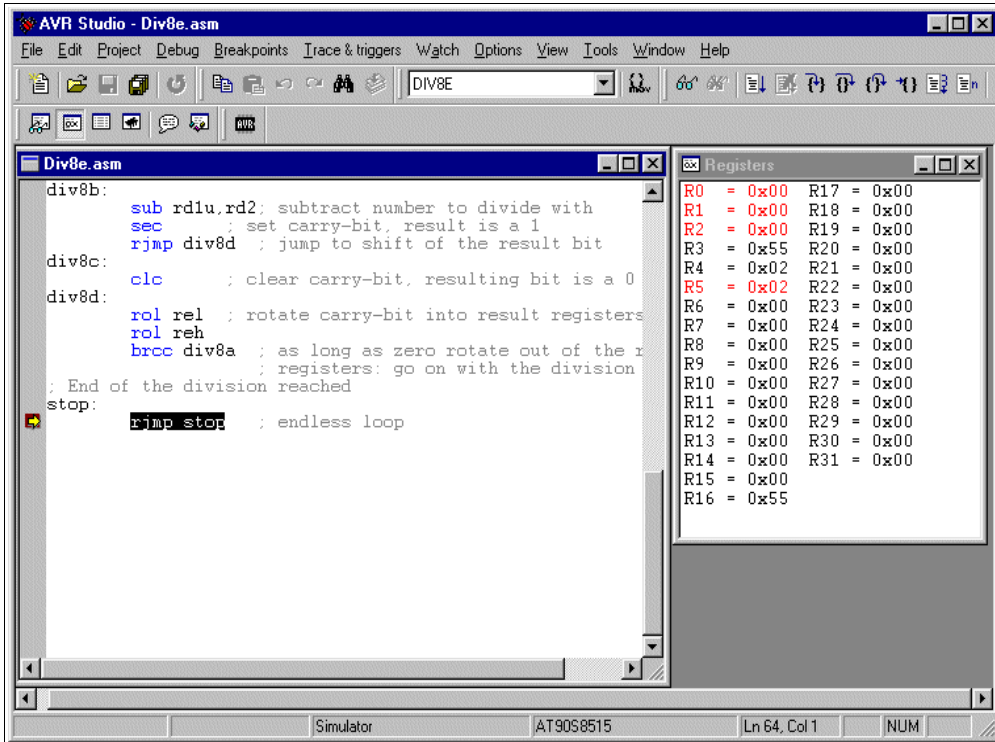 AVR Studio - Div8e.asm
File Edit Project Debug Breakpoints Trace & triggers Watch Options View Tools Window Help
DIV8E
AVR
Div8e.asm
div8b:
sub rd1u,rd2; subtract number to divide with
sec ; set carry-bit, result is a 1
rjmp div8d ; jump to shift of the result bit
div8c:
clc ; clear carry-bit, resulting bit is a 0
div8d:
rol rel ; rotate carry-bit into result registers
rol reh
brcc div8a ; as long as zero rotate out of the r
; registers: go on with the division
; End of the division reached
stop:
rjmp stop ; endless loop
Registers
R0 = 0x00 R17 = 0x00
R1 = 0x00 R18 = 0x00
R2 = 0x00 R19 = 0x00
R3 = 0x55 R20 = 0x00
R4 = 0x02 R21 = 0x00
R5 = 0x02 R22 = 0x00
R6 = 0x00 R23 = 0x00
R7 = 0x00 R24 = 0x00
R8 = 0x00 R25 = 0x00
R9 = 0x00 R26 = 0x00
R10 = 0x00 R27 = 0x00
R11 = 0x00 R28 = 0x00
R12 = 0x00 R29 = 0x00
R13 = 0x00 R30 = 0x00
R14 = 0x00 R31 = 0x00
R15 = 0x00
R16 = 0x55
Simulator AT90S8515 Ln 64, Col 1 NUM